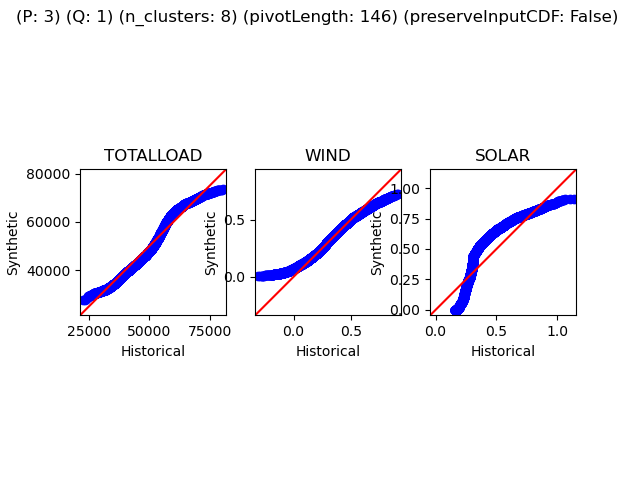 (P: 3) (Q: 1) (n_clusters: 8) (pivotLength: 146) (preserveInputCDF: False)
TOTALLOAD
WIND
SOLAR
80000
60000
40000
Synthetic
25000
50000
75000
Historical
0.5
0.0
Synthetic
0.0
0.5
Historical
1.00
0.75
0.50
0.25
0.00
Synthetic
0.0
0.5
1.0
Historical